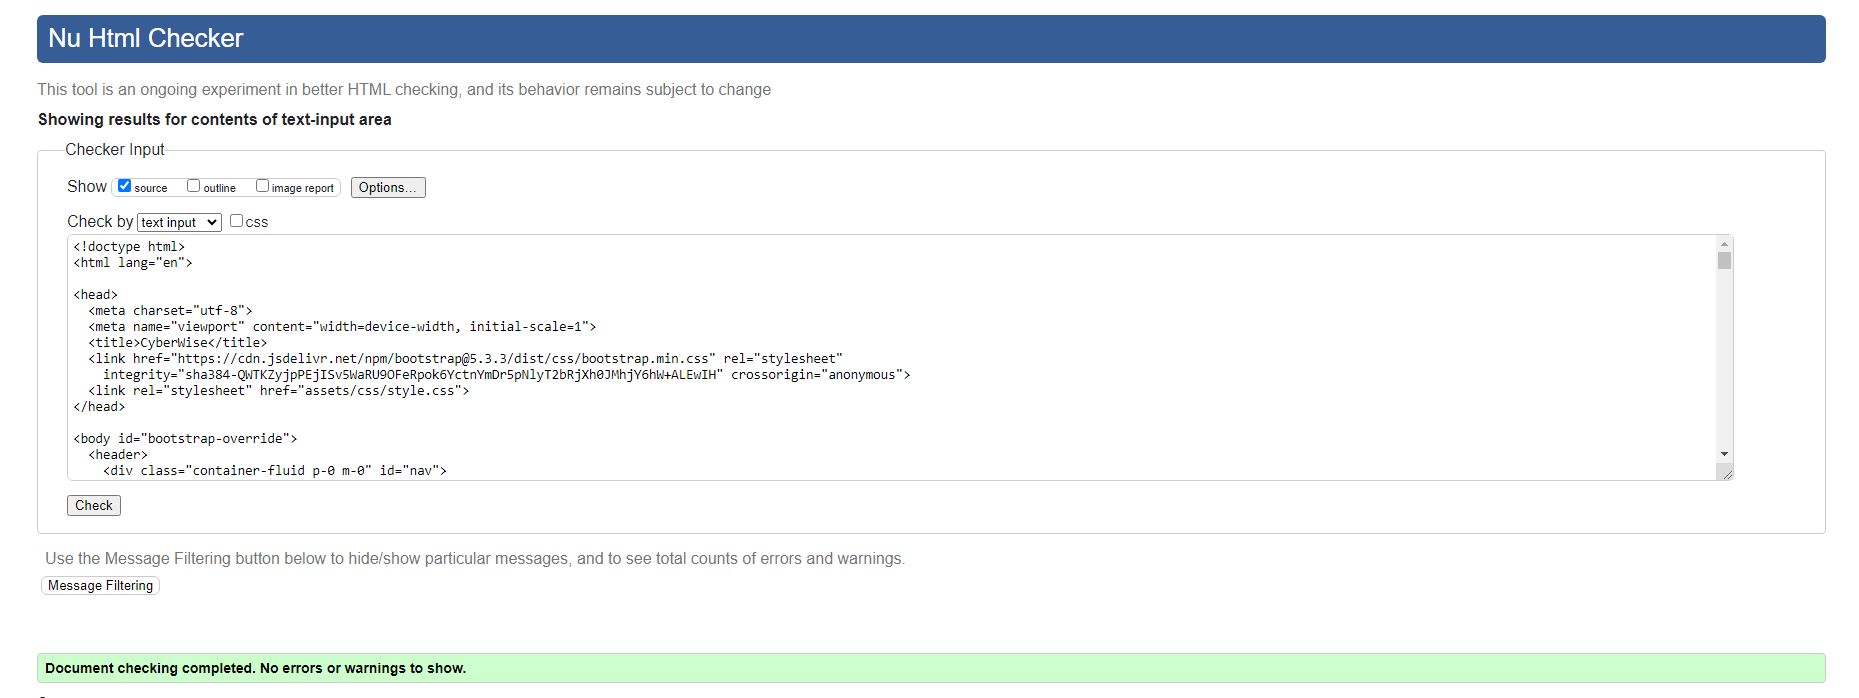 Nu Html Checker
This tool is an ongoing experiment in better HTML checking, and its behavior remains subject to change
Showing results for contents of text-input area
Checker Input
Show source outline image report Options...
Check by text input css
<!doctype html>
<html lang="en">
<head>
<meta charset="utf-8">
<meta name="viewport" content="width=device-width, initial-scale=1">
<title>CyberWise</title>
<link href="https://cdn.jsdelivr.net/npm/bootstrap@5.3.3/dist/css/bootstrap.min.css" rel="stylesheet"
integrity="sha384-QWTKZyjpPEjISv5WaRU9OFeRpok6YctnYmDr5pNlyT2bRjXh0JMhjY6hW+ALEwIH" crossorigin="anonymous">
<link rel="stylesheet" href="assets/css/style.css">
</head>
<body id="bootstrap-override">
<header>
<div class="container-fluid p-0 m-0" id="nav">
Check
Use the Message Filtering button below to hide/show particular messages, and to see total counts of errors and warnings.
Message Filtering
Document checking completed. No errors or warnings to show.